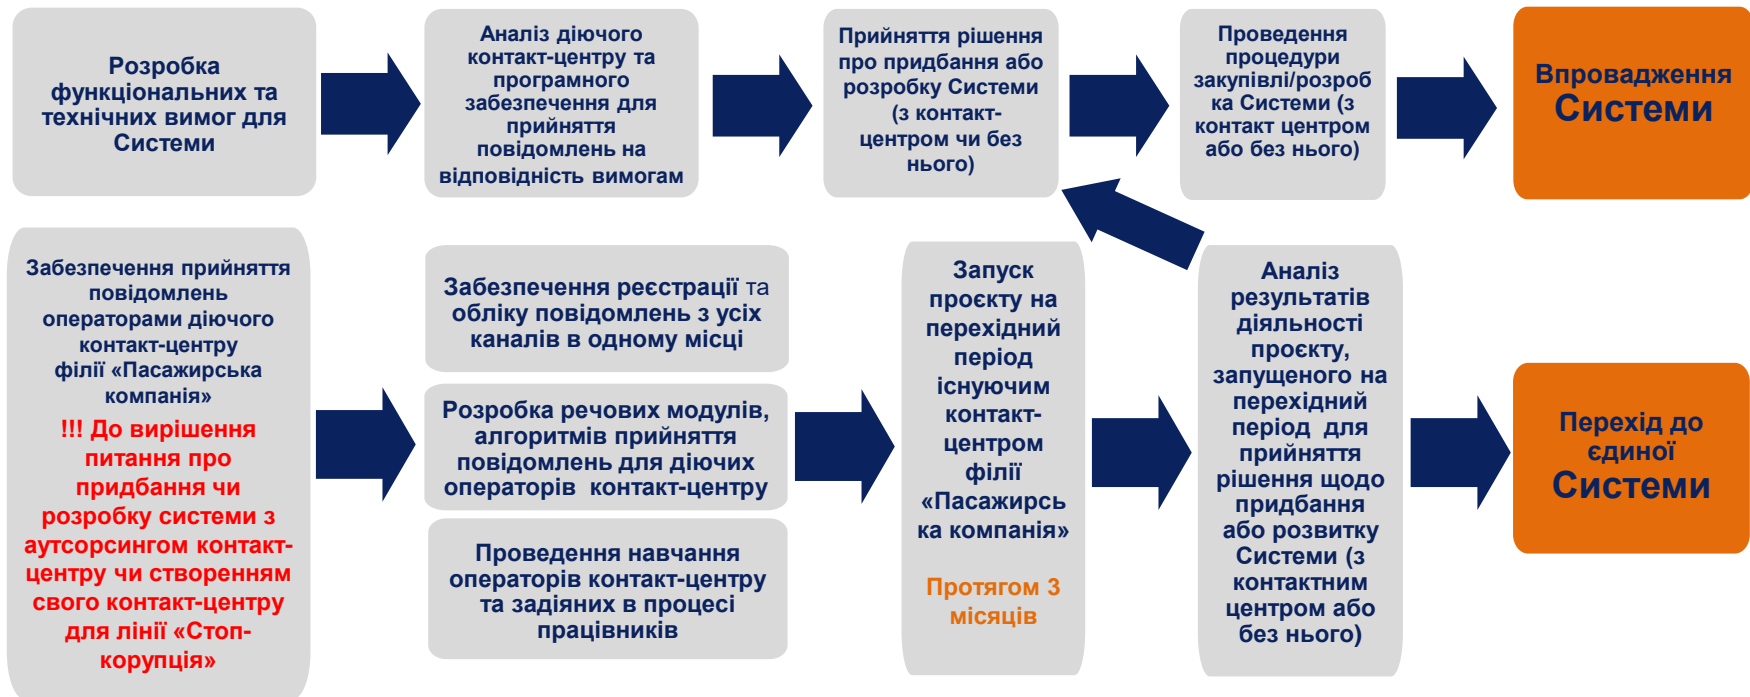 Розробка
функціональних та
технічних вимог для
Системи
Аналіз діючого
контакт-центру та
програмного
забезпечення для
прийняття
повідомлень на
відповідність вимогам
Прийняття рішення
про придбання або
розробку Системи
(з контакт-
центром чи без
нього)
Проведення
процедури
закупівлі/розроб
ка Системи (з
контакт центром
або без нього)
Впровадження
Системи
Забезпечення прийняття
повідомлень
операторами діючого
контакт-центру
філії «Пасажирська
компанія»
!!! До вирішення
питання про
придбання чи
розробку системи з
аутсорсингом контакт-
центру чи створенням
свого контакт-центру
для лінії «Стоп-
корупція»
Забезпечення реєстрації та
обліку повідомлень з усіх
каналів в одному місці
Розробка речових модулів,
алгоритмів прийняття
повідомлень для діючих
операторів контакт-центру
Проведення навчання
операторів контакт-центру
та задіяних в процесі
працівників
Запуск
проєкту на
перехідний
період
існуючим
контакт-
центром
філії
«Пасажирсь
ка компанія»
Протягом 3
місяців
Аналіз
результатів
діяльності
проєкту,
запущеного на
перехідний
період для
прийняття
рішення щодо
придбання
або розвитку
Системи (з
контактним
центром або
без нього)
Перехід до
єдиної
Системи